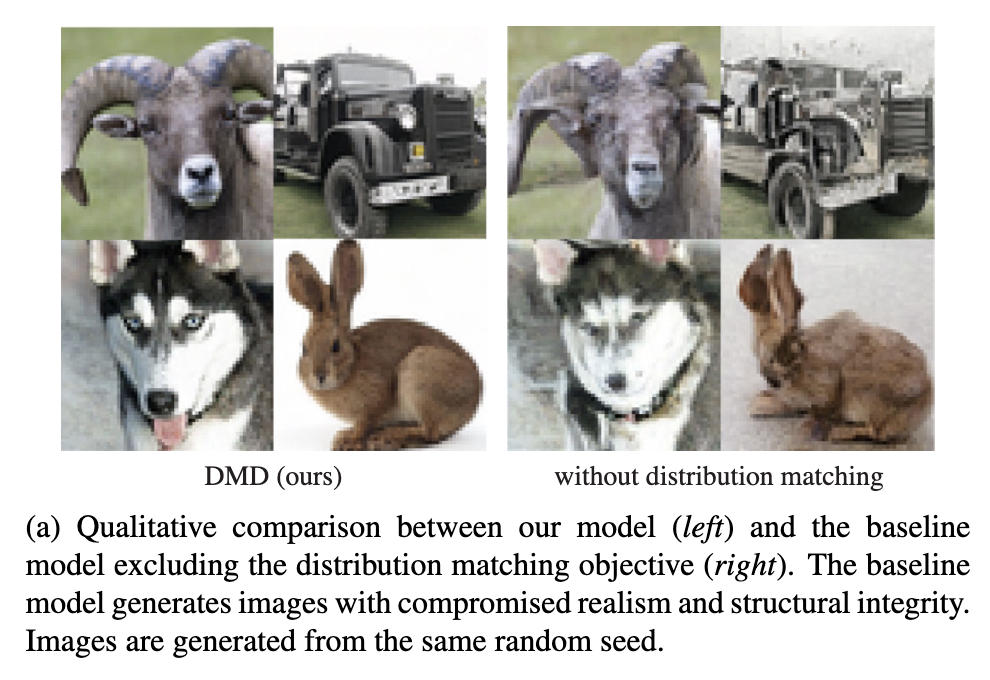 DMD (ours)
without distribution matching
(a) Qualitative comparison between our model (left) and the baseline
model excluding the distribution matching objective (right). The baseline
model generates images with compromised realism and structural integrity.
Images are generated from the same random seed.